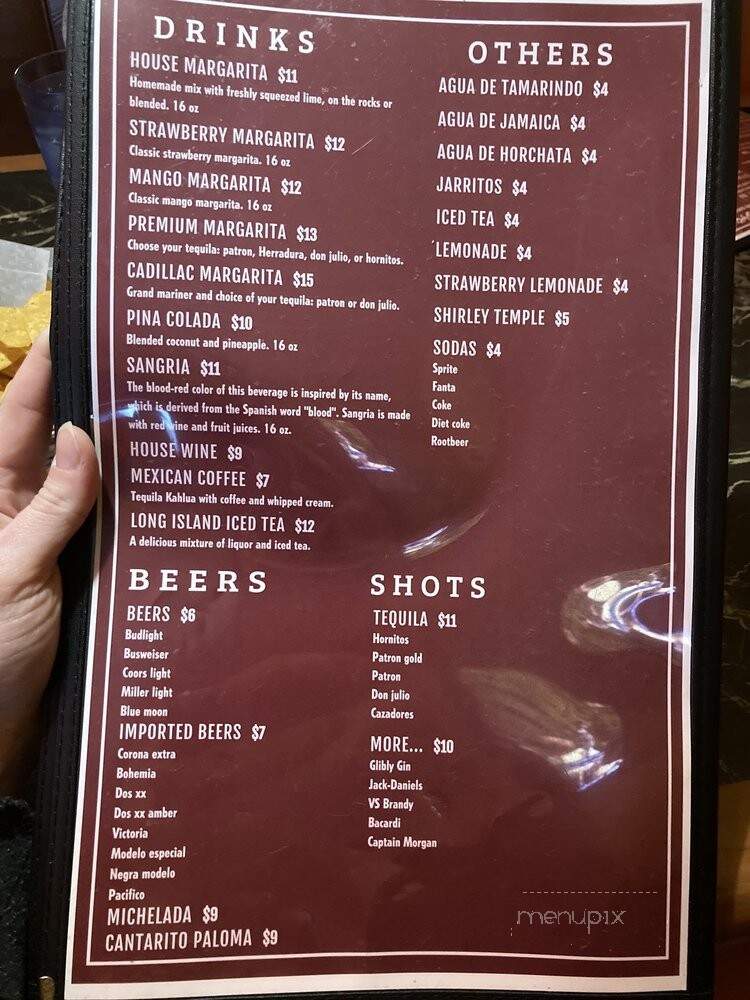 DRINKS
HOUSE MARGARITA $11
Homemade mix with freshly squeezed lime, on the rocks or
blended. 16 oz
STRAWBERRY MARGARITA $12
Classic strawberry margarita. 16 oz
MANGO MARGARITA $12
Classic mango margarita. 16 oz
PREMIUM MARGARITA $13
Choose your tequila: patron, Herradura, don julio, or hornitos.
CADILLAC MARGARITA $15
Grand mariner and choice of your tequila: patron or don julio.
PINA COLADA $10
Blended coconut and pineapple. 16 oz
SANGRIA $11
The blood-red color of this beverage is inspired by its name,
which is derived from the Spanish word "blood". Sangria is made
with red wine and fruit juices. 16 oz.
HOUSE WINE $9
MEXICAN COFFEE $7
Tequila Kahlua with coffee and whipped cream.
LONG ISLAND ICED TEA $12
A delicious mixture of liquor and iced tea.
OTHERS
AGUA DE TAMARINDO $4
AGUA DE JAMAICA $4
AGUA DE HORCHATA $4
JARRITOS $4
ICED TEA $4
LEMONADE $4
STRAWBERRY LEMONADE $4
SHIRLEY TEMPLE $5
SODAS $4
Sprite
Fanta
Coke
Diet coke
Rootbeer
BEERS
BEERS $6
Budlight
Busweiser
Coors light
Miller light
Blue moon
IMPORTED BEERS $7
Corona extra
Bohemia
Dos xx
Dos xx amber
Victoria
Modelo especial
Negra modelo
Pacifico
MICHELADA $9
CANTARITO PALOMA $9
SHOTS
TEQUILA $11
Hornitos
Patron gold
Patron
Don julio
Cazadores
MORE... $10
Glibly Gin
Jack-Daniels
VS Brandy
Bacardi
Captain Morgan
menupix